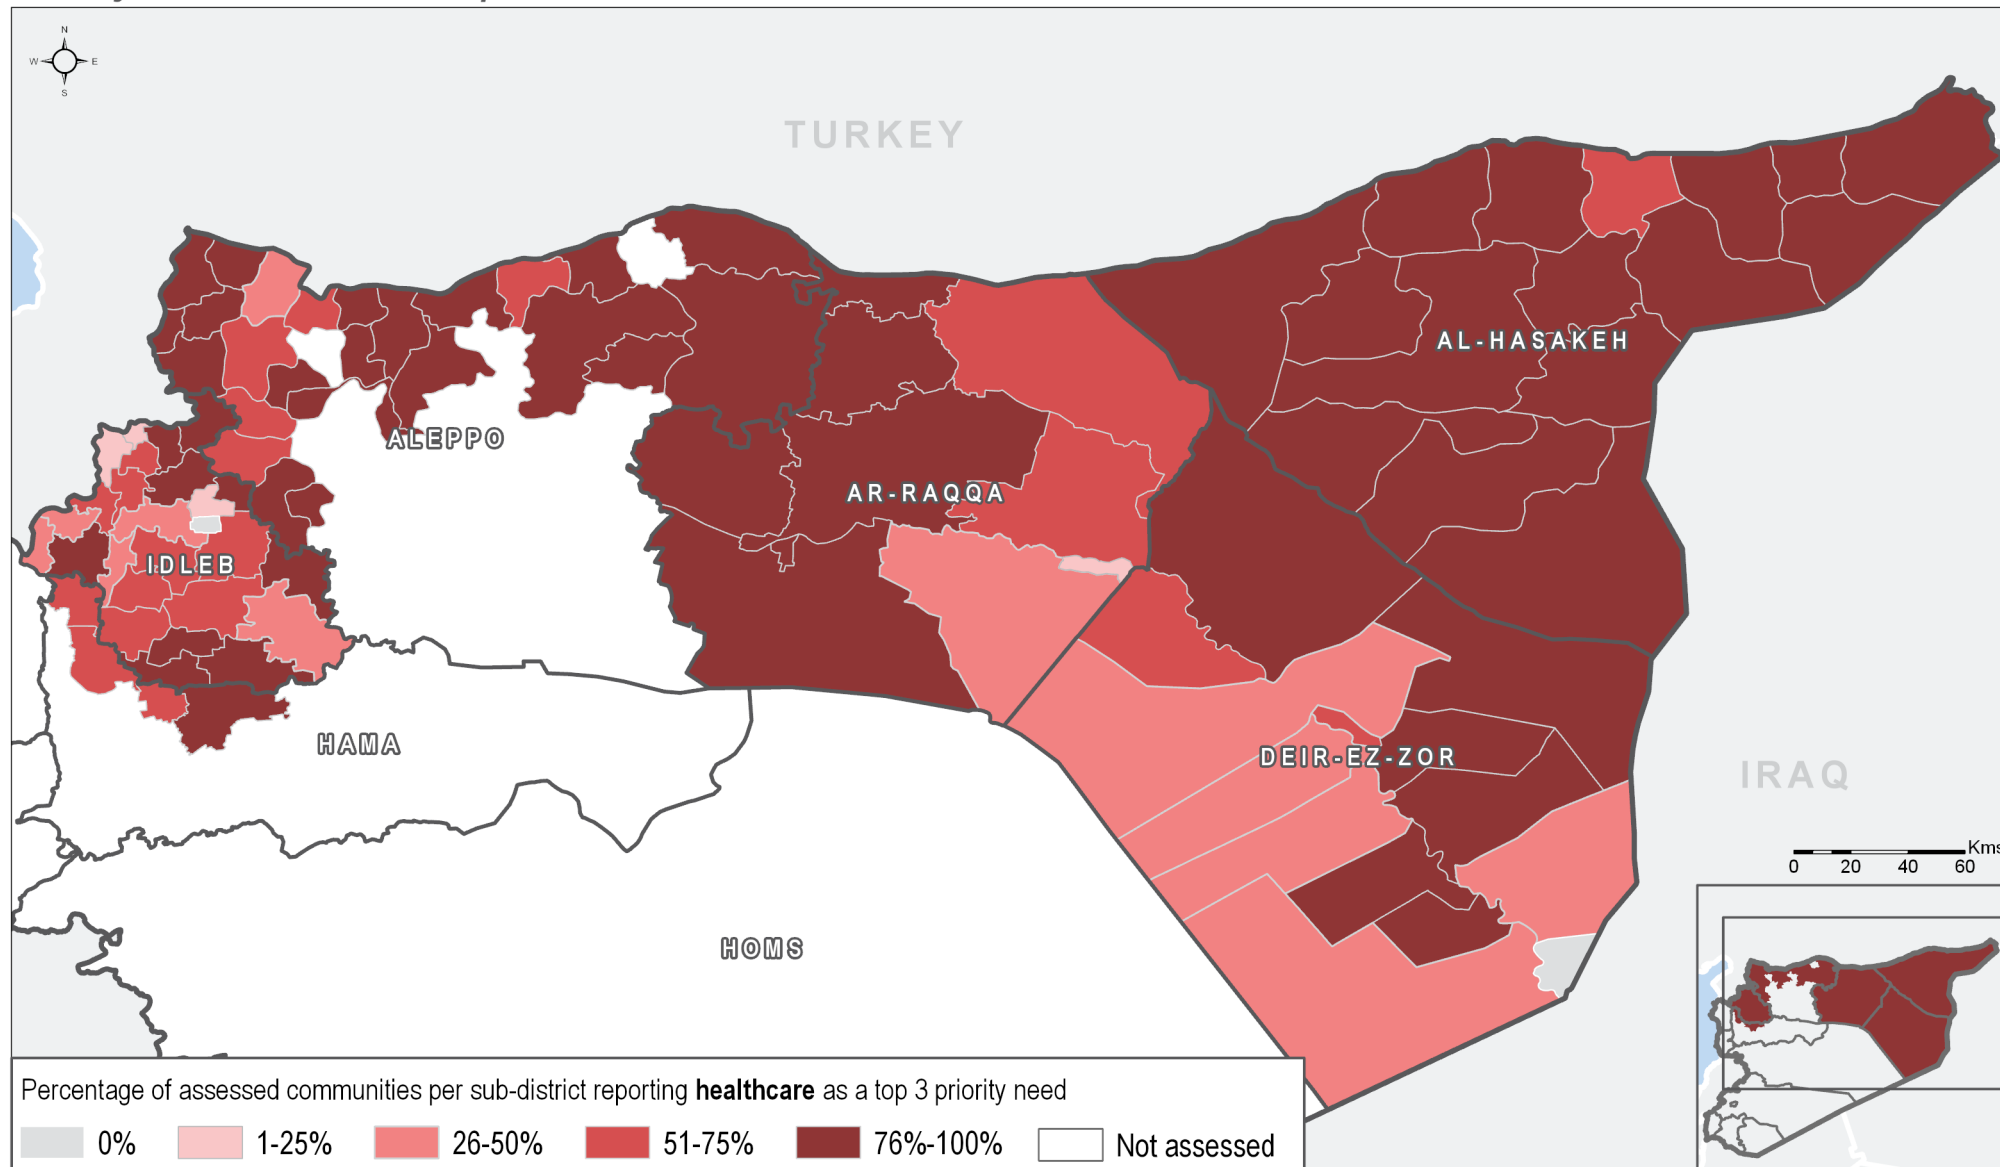 N
W E
S
TURKEY
AL-HASAKEH
ALEPPO
AR-RAQQA
IDLEB
HAMA
DEIR-EZ-ZOR
IRAQ
Kms
0 20 40 60
HOMS
Percentage of assessed communities per sub-district reporting healthcare as a top 3 priority need
0% 1-25% 26-50% 51-75% 76%-100% Not assessed